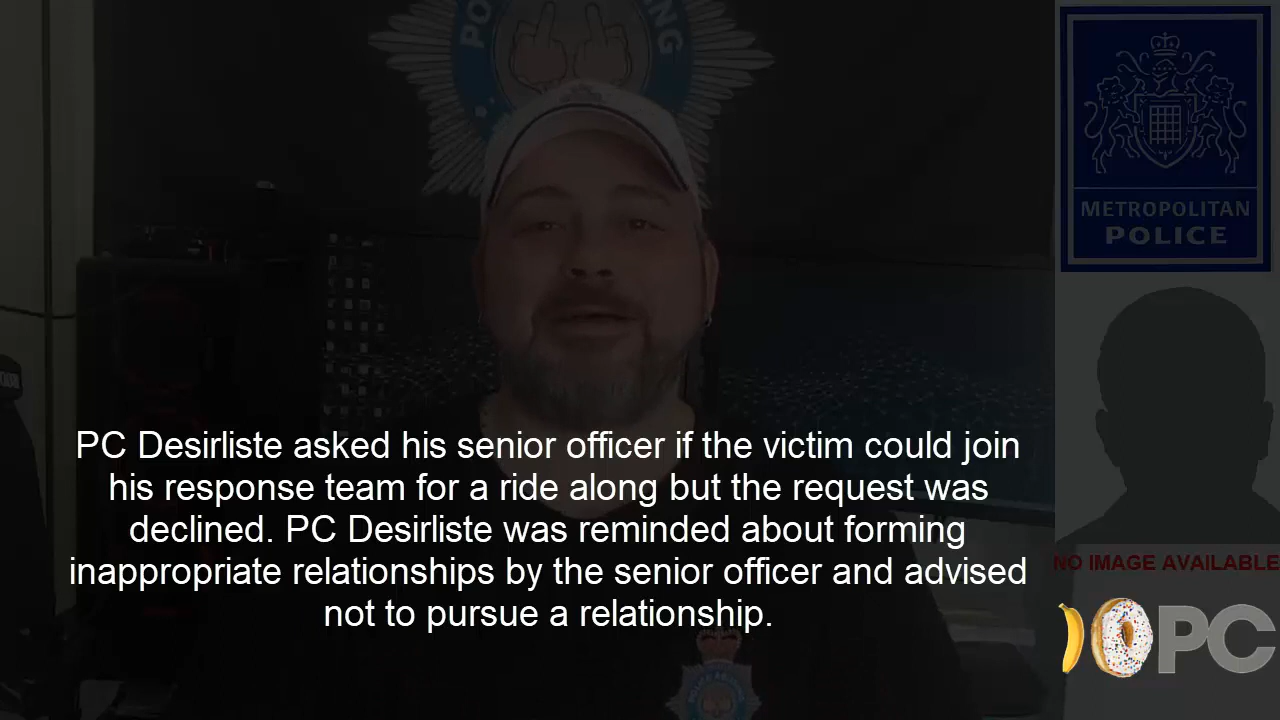 PO
NG
METROPOLITAN
POLICE
PC Desirliste asked his senior officer if the victim could join
his response team for a ride along but the request was
declined. PC Desirliste was reminded about forming
inappropriate relationships by the senior officer and advised
not to pursue a relationship.
NO IMAGE AVAILABLE
PC